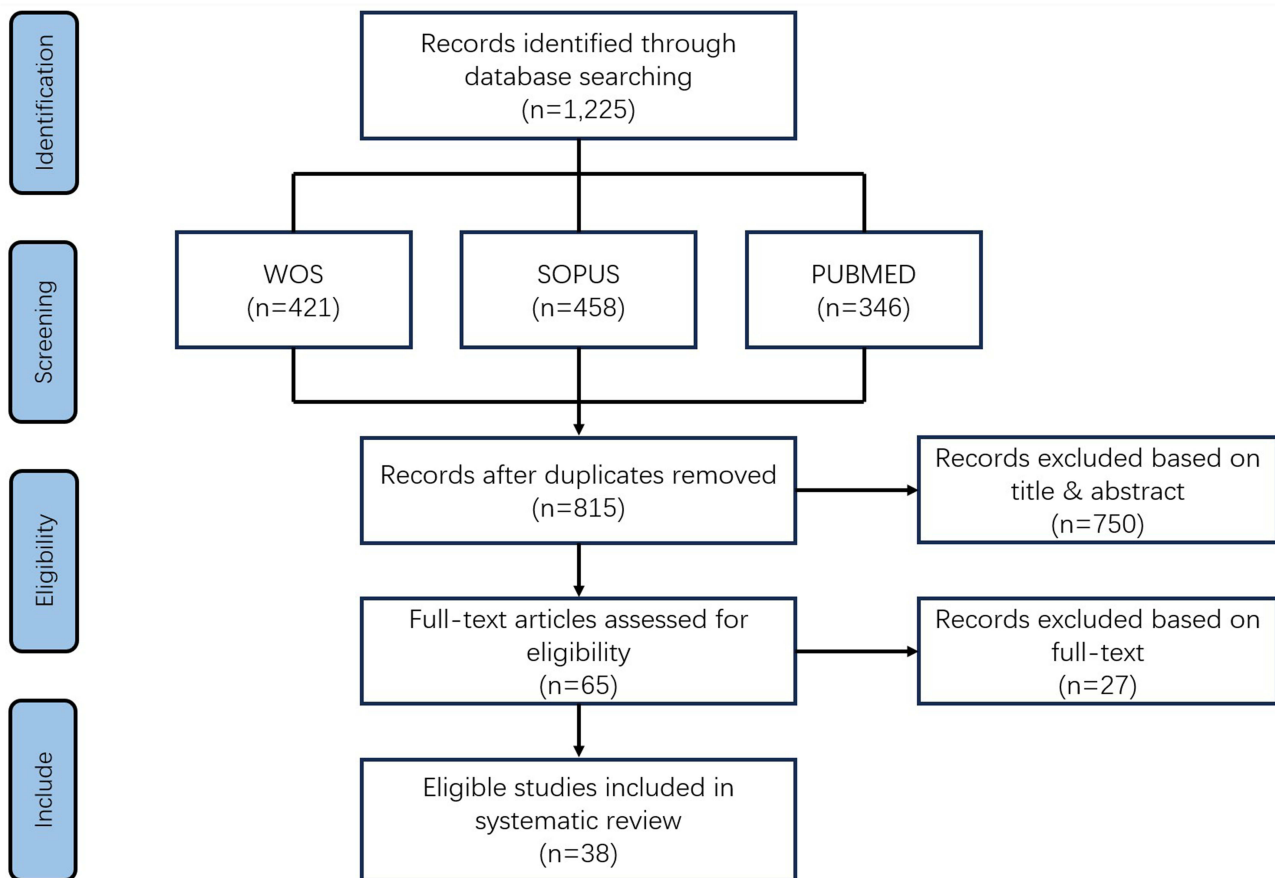 Identification
Records identified through
database searching
(n=1,225)
Screening
WOS
(n=421)
SOPUS
(n=458)
PUBMED
(n=346)
Eligibility
Records after duplicates removed
(n=815)
Records excluded based on
title & abstract
(n=750)
Full-text articles assessed for
eligibility
(n=65)
Records excluded based on
full-text
(n=27)
Include
Eligible studies included in
systematic review
(n=38)